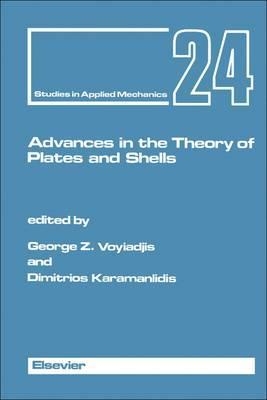 Studies in Applied Mechanics
24
Advances in the Theory of
Plates and Shells
edited by
George Z. Voyiadjis
and
Dimitrios Karamanlidis
Elsevier